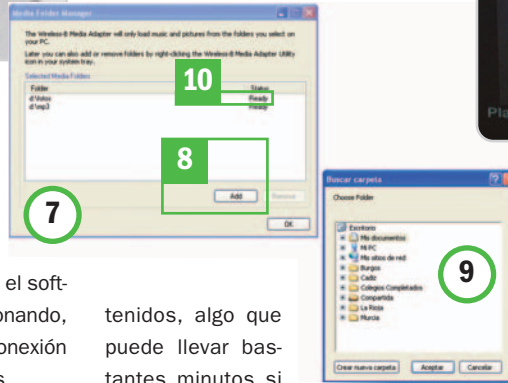 Media Folder Manager
The Wireless-B Media Adapter will only load music and pictures from the folders you select on
your PC.
Later you can also add or remove folders by right-clicking the Wireless-B Media Adapter Utility
icon in your system tray.
Selected Media Folders
Folder Status
d:\fotos Ready
d:\mp3 Ready
10
8
Add Remove
OK
7
Pla
Buscar carpeta
Choose Folder
Escritorio
Mis documentos
Mi PC
Mis sitios de red
Burgos
Cadiz
Colegios Completados
Compartida
La Rioja
Murcia
9
Crear nueva carpeta Aceptar Cancelar
el soft-
onando,
onexión
tenidos, algo que
puede llevar bas-
tantes minutos si